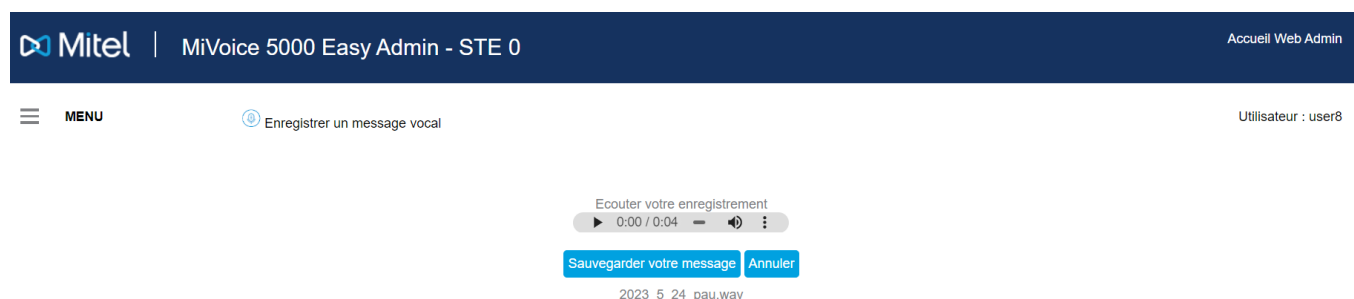 Mitel | MiVoice 5000 Easy Admin - STE 0
Accueil Web Admin
MENU
Enregistrer un message vocal
Utilisateur : user8
Ecouter votre enregistrement
0:00 / 0:04
Sauvegarder votre message Annuler
2023_5_24_pau.wav